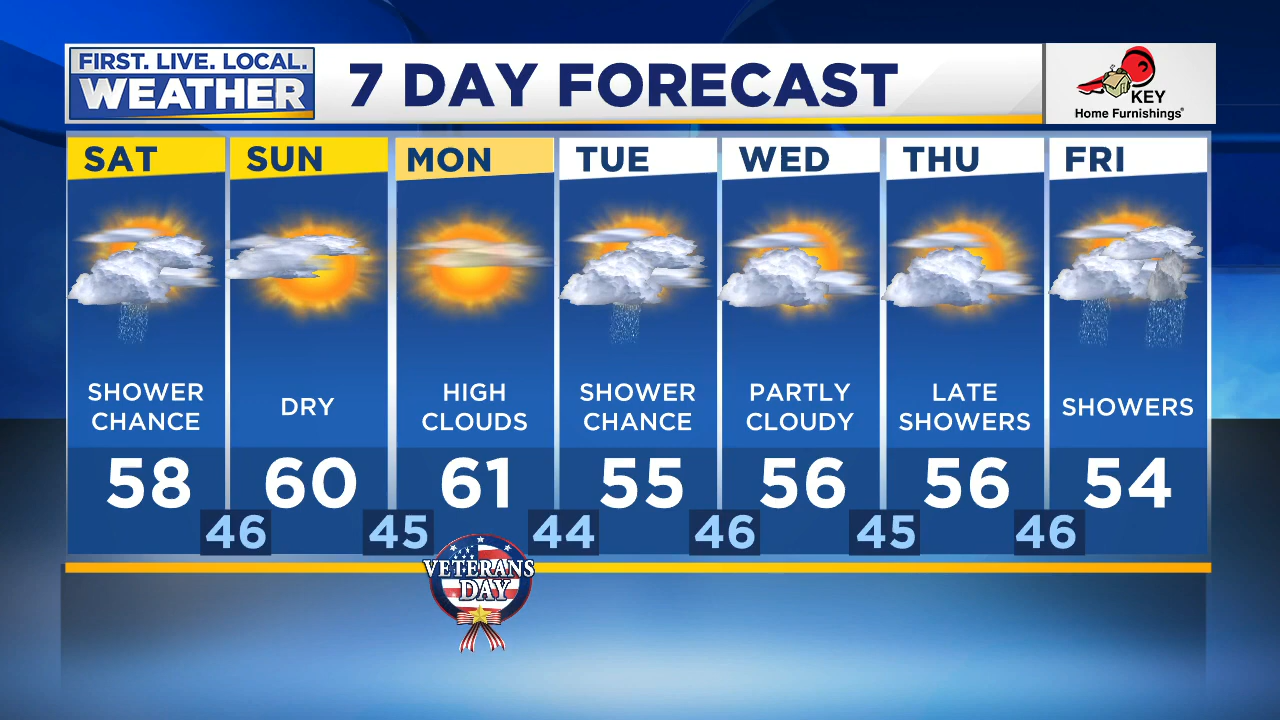 FIRST. LIVE. LOCAL.
WEATHER
7 DAY FORECAST
KEY
Home Furnishings®
SAT
SUN
MON
TUE
WED
THU
FRI
SHOWER
CHANCE
DRY
HIGH
CLOUDS
SHOWER
CHANCE
PARTLY
CLOUDY
LATE
SHOWERS
SHOWERS
58
60
61
55
56
56
54
46
45
44
46
45
46
VETERANS
DAY